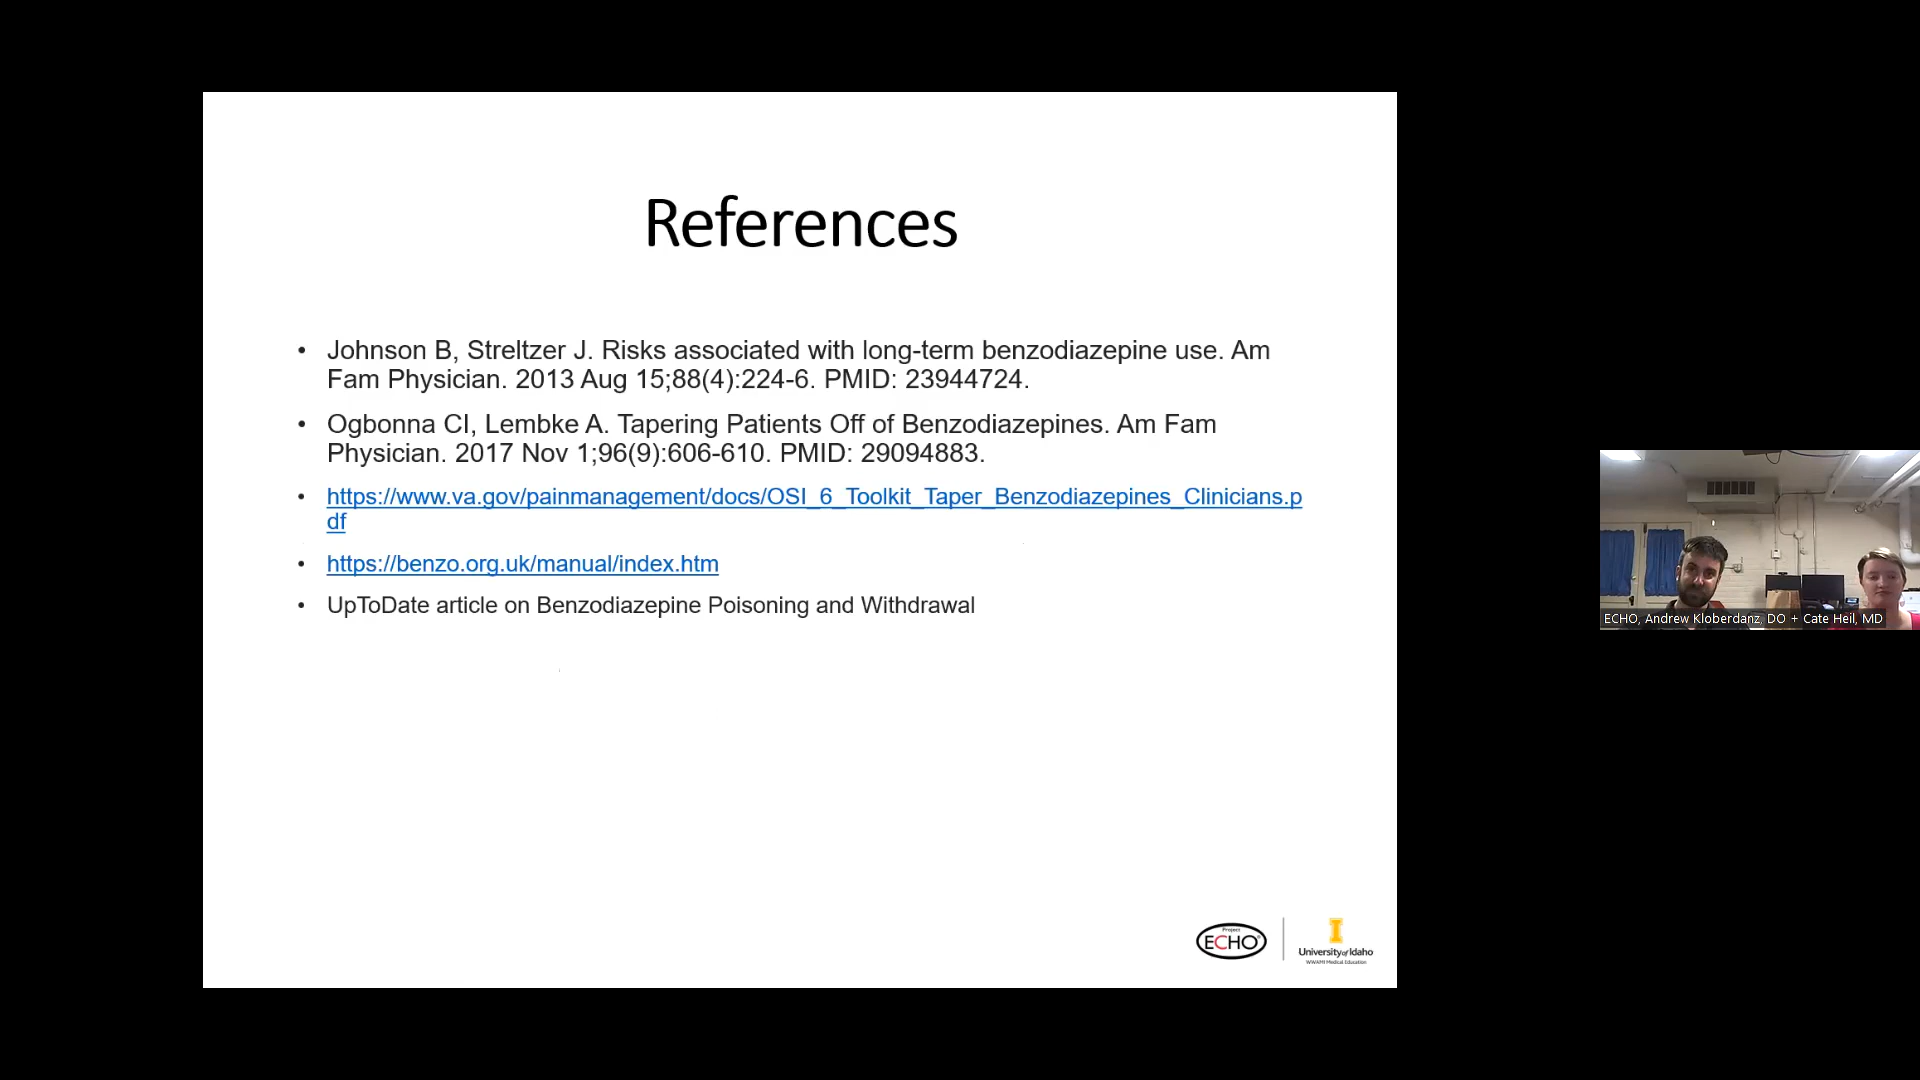 References
• Johnson B, Streltzer J. Risks associated with long-term benzodiazepine use. Am
Fam Physician. 2013 Aug 15;88(4):224-6. PMID: 23944724.
• Ogbonna CI, Lembke A. Tapering Patients Off of Benzodiazepines. Am Fam
Physician. 2017 Nov 1;96(9):606-610. PMID: 29094883.
• https://www.va.gov/painmanagement/docs/OSI_6_Toolkit_Taper_Benzodiazepines_Clinicians.p
df
• https://benzo.org.uk/manual/index.htm
• UpToDate article on Benzodiazepine Poisoning and Withdrawal
ECHO, Andrew Kloberdanz, DO + Cate Heil, MD
Project
ECHO®
I
University of Idaho
WWAMI Medical Education